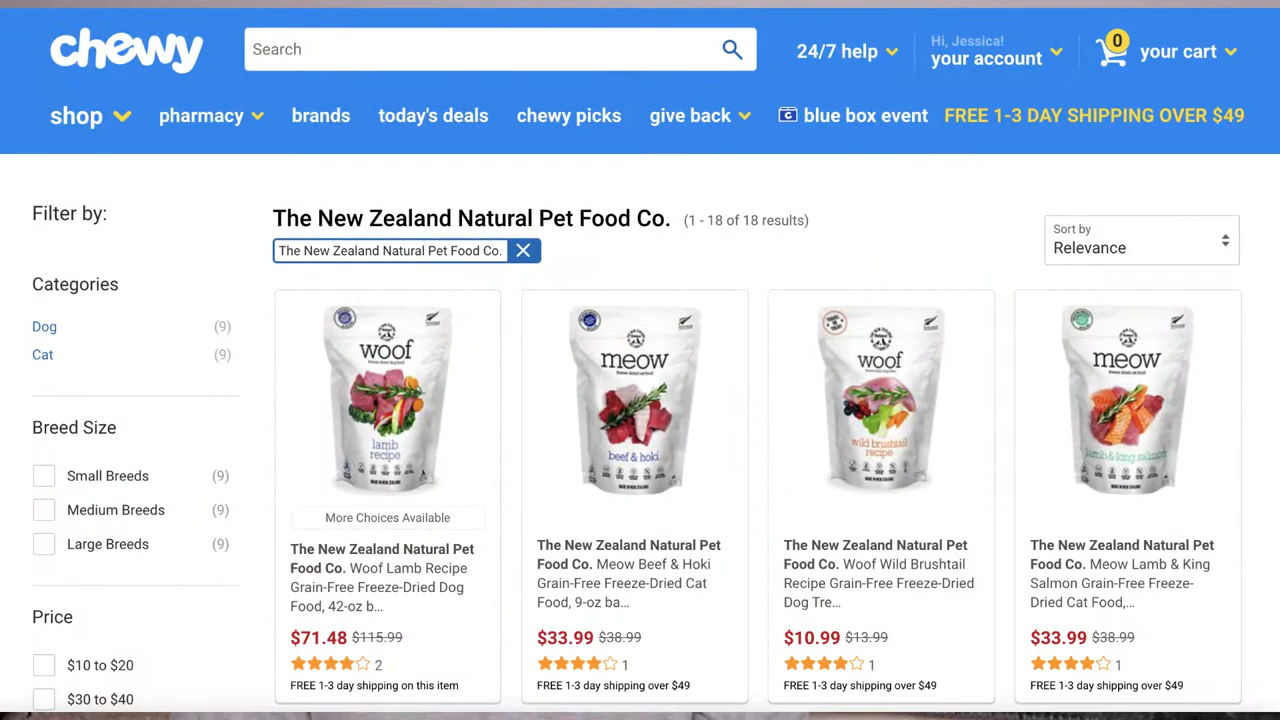 chewy
Search
24/7 help
Hi, Jessica!
your account
0
your cart
shop
pharmacy
brands
today's deals
chewy picks
give back
blue box event
FREE 1-3 DAY SHIPPING OVER $49
Filter by:
Categories
Dog (9)
Cat (9)
Breed Size
Small Breeds (9)
Medium Breeds (9)
Large Breeds (9)
Price
$10 to $20
$30 to $40
The New Zealand Natural Pet Food Co. (1 - 18 of 18 results)
The New Zealand Natural Pet Food Co.
Sort by
Relevance
woof
lamb
recipe
More Choices Available
The New Zealand Natural Pet
Food Co. Woof Lamb Recipe
Grain-Free Freeze-Dried Dog
Food, 42-oz b...
$71.48 $115.99
2
FREE 1-3 day shipping on this item
meow
beef & hoki
The New Zealand Natural Pet
Food Co. Meow Beef & Hoki
Grain-Free Freeze-Dried Cat
Food, 9-oz ba...
$33.99 $38.99
1
FREE 1-3 day shipping over $49
woof
wild brushtail
recipe
The New Zealand Natural Pet
Food Co. Woof Wild Brushtail
Recipe Grain-Free Freeze-Dried
Dog Tre...
$10.99 $13.99
1
FREE 1-3 day shipping over $49
meow
lamb & king salmon
The New Zealand Natural Pet
Food Co. Meow Lamb & King
Salmon Grain-Free Freeze-
Dried Cat Food,...
$33.99 $38.99
1
FREE 1-3 day shipping over $49